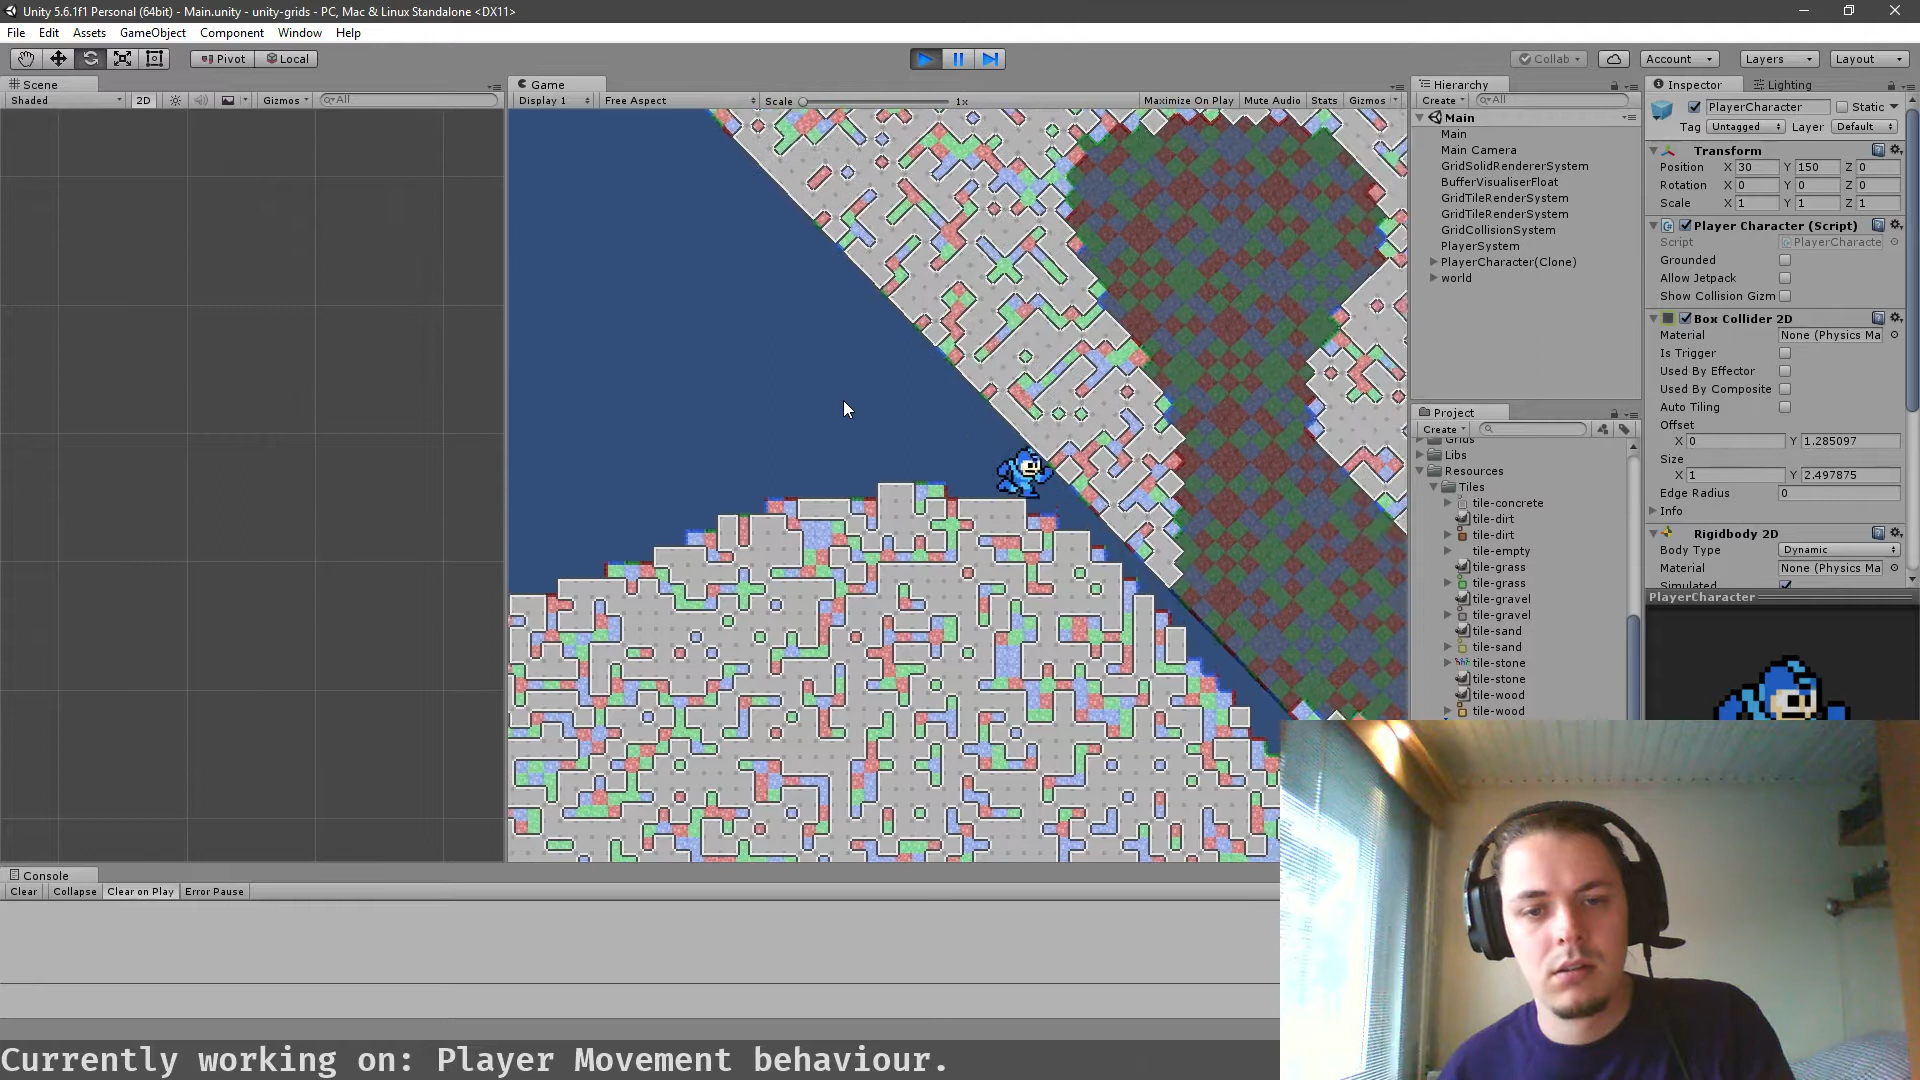 Unity 5.6.1f1 Personal (64bit) - Main.unity - unity-grids - PC, Mac & Linux Standalone <DX11>
File Edit Assets GameObject Component Window Help
Pivot Local Collab Account Layers Layout
Scene
Shaded 2D Gizmos All
Game
Display 1 Free Aspect Scale 1x Maximize On Play Mute Audio Stats Gizmos
Hierarchy
Create All
Main
Main
Main Camera
GridSolidRendererSystem
BufferVisualiserFloat
GridTileRenderSystem
GridTileRenderSystem
GridCollisionSystem
PlayerSystem
PlayerCharacter(Clone)
world
Project
Create
Grids
Libs
Resources
Tiles
tile-concrete
tile-dirt
tile-dirt
tile-empty
tile-grass
tile-grass
tile-gravel
tile-gravel
tile-sand
tile-sand
tile-stone
tile-stone
tile-wood
tile-wood
Inspector Lighting
PlayerCharacter Static
Tag Untagged Layer Default
Transform
Position X 30 Y 150 Z 0
Rotation X 0 Y 0 Z 0
Scale X 1 Y 1 Z 1
Player Character (Script)
Script PlayerCharacte
Grounded
Allow Jetpack
Show Collision Gizm
Box Collider 2D
Material None (Physics Ma
Is Trigger
Used By Effector
Used By Composite
Auto Tiling
Offset
X 0 Y 1.285097
Size
X 1 Y 2.497875
Edge Radius 0
Info
Rigidbody 2D
Body Type Dynamic
Material None (Physics Ma
Simulated
PlayerCharacter
Console
Clear Collapse Clear on Play Error Pause
Currently working on: Player Movement behaviour.